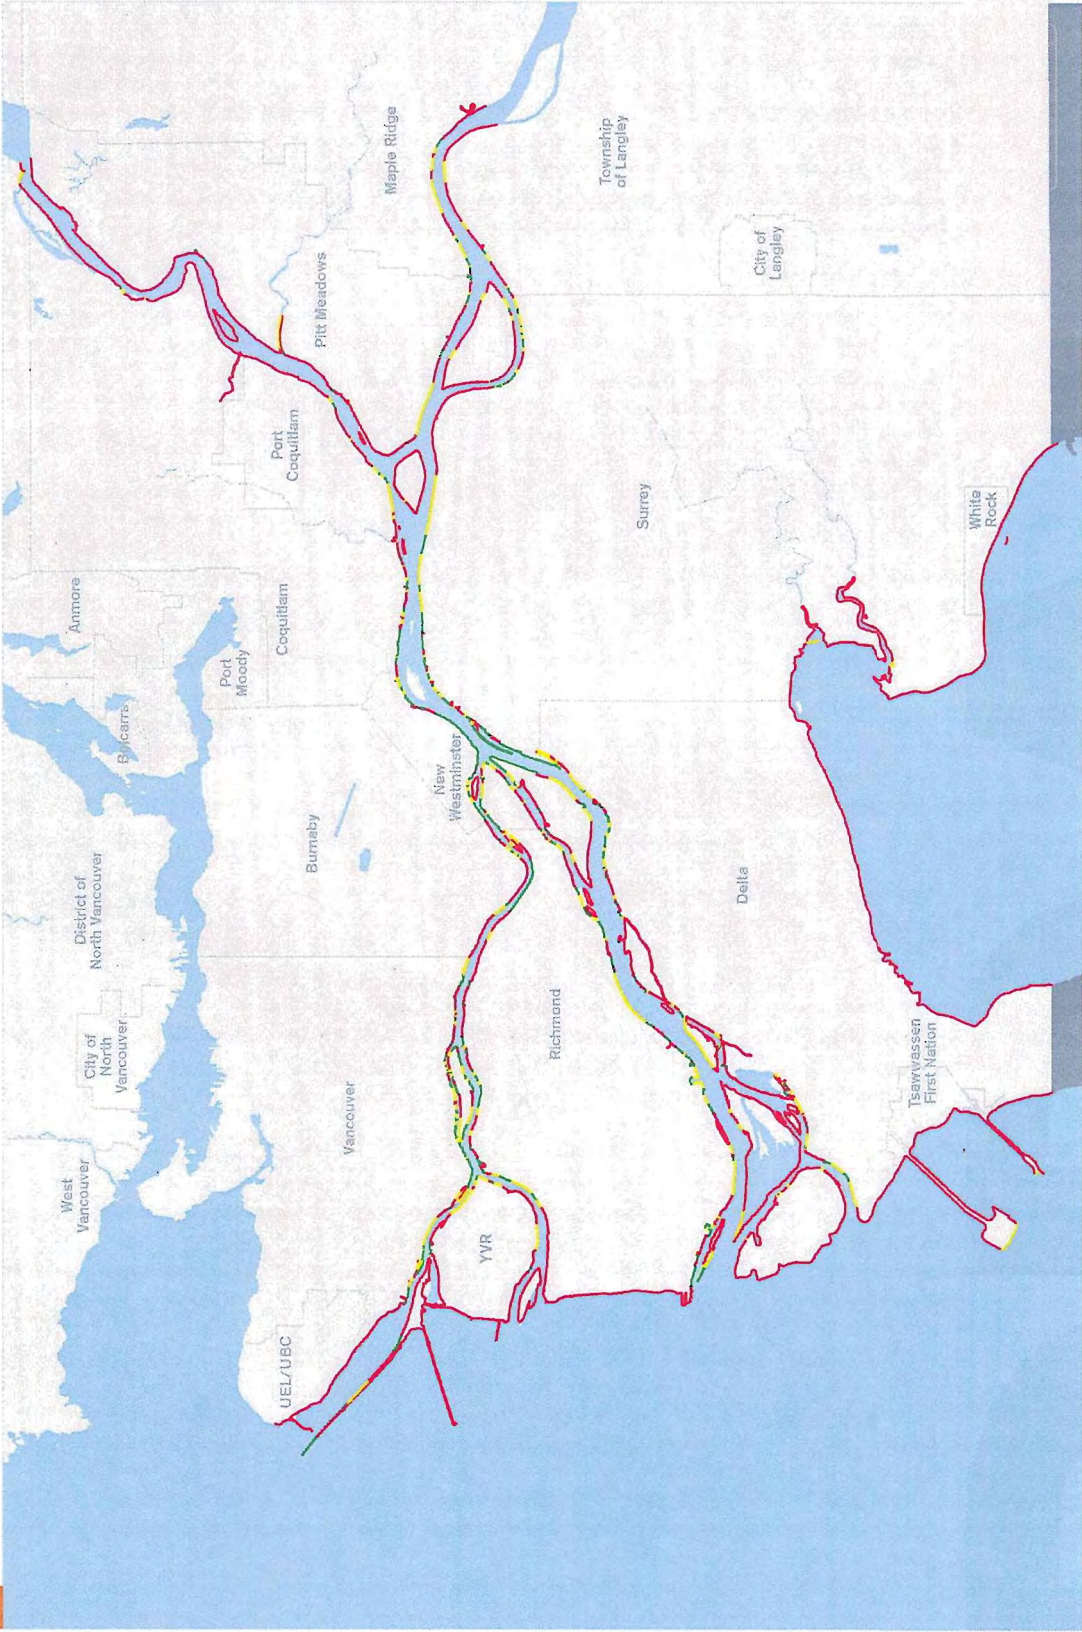 Maple Ridge
Township
of Langley
City of
Langley
Pitt Meadows
Port
Coquitlam
Surrey
White
Rock
Anmore
Coquitlam
Port
Moody
Belcarra
New
Westminster
Burnaby
District of
North Vancouver
Delta
City of
North
Vancouver
Richmond
Tsawwassen
First Nation
Vancouver
West
Vancouver
YVR
UEL/UBC